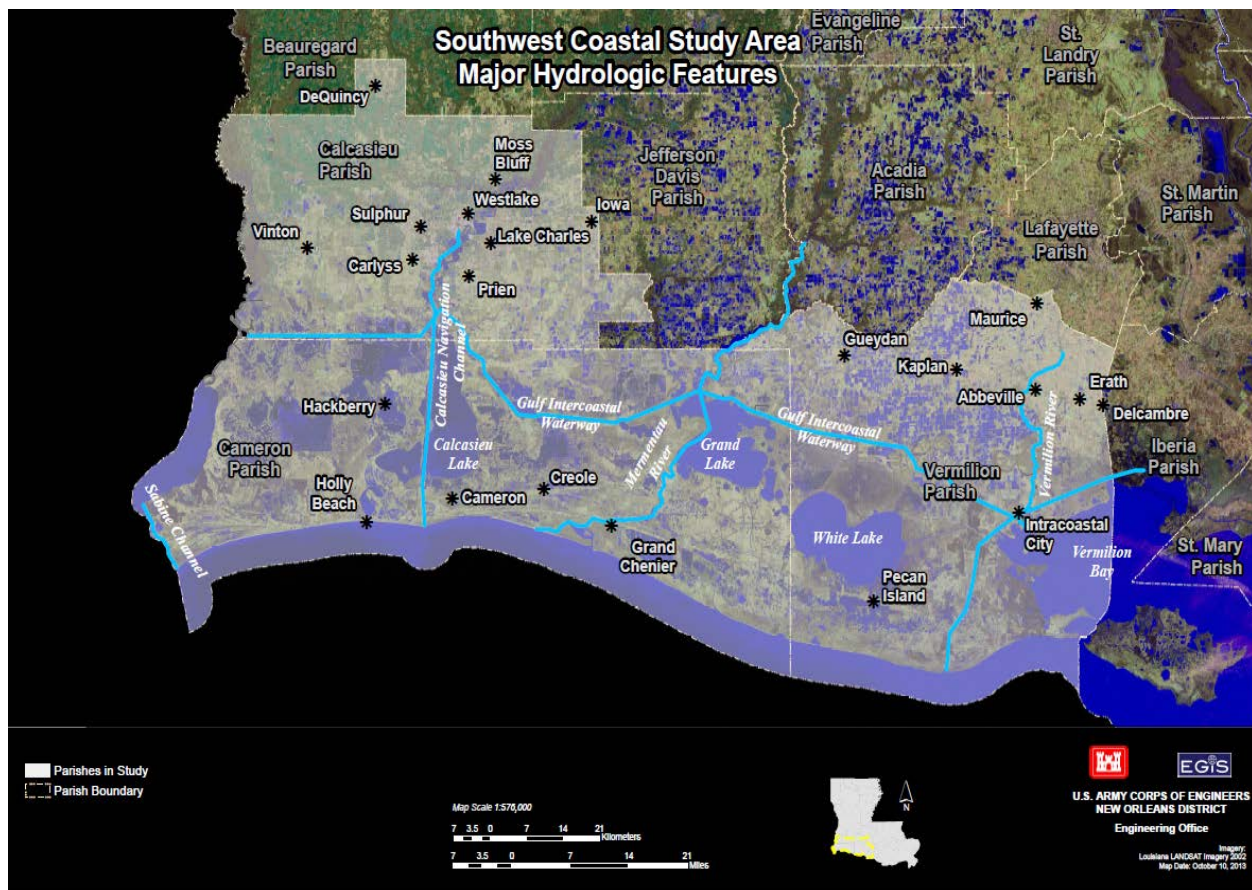 Southwest Coastal Study Area
Major Hydrologic Features
Beauregard
Parish
DeQuincy
Evangeline
Parish
St.
Landry
Parish
Calcasieu
Parish
Moss
Bluff
Jefferson
Davis
Parish
Acadia
Parish
St. Martin
Parish
Sulphur
Westlake
Iowa
Vinton
Lake Charles
Lafayette
Parish
Carlyss
Prien
Calcasieu Navigation
Channel
Maurice
Gueydan
Kaplan
Erath
Abbeville
Delcambre
Hackberry
Gulf Intercoastal
Waterway
Gulf Intercoastal
Waterway
Vermilion River
Cameron
Parish
Calcasieu
Lake
Mermentau
River
Grand
Lake
Iberia
Parish
Vermilion
Parish
Holly
Beach
Creole
Cameron
Sabine Channel
Grand
Chenier
White Lake
Intracoastal
City
Vermilion
Bay
St. Mary
Parish
Pecan
Island
Parishes in Study
Parish Boundary
Map Scale 1:576,000
7 3.5 0 7 14 21
Kilometers
7 3.5 0 7 14 21
Miles
N
EGIS
U.S. ARMY CORPS OF ENGINEERS
NEW ORLEANS DISTRICT
Engineering Office
Imagery:
Louisiana LANDSAT Imagery 2002
Map Date: October 10, 2013